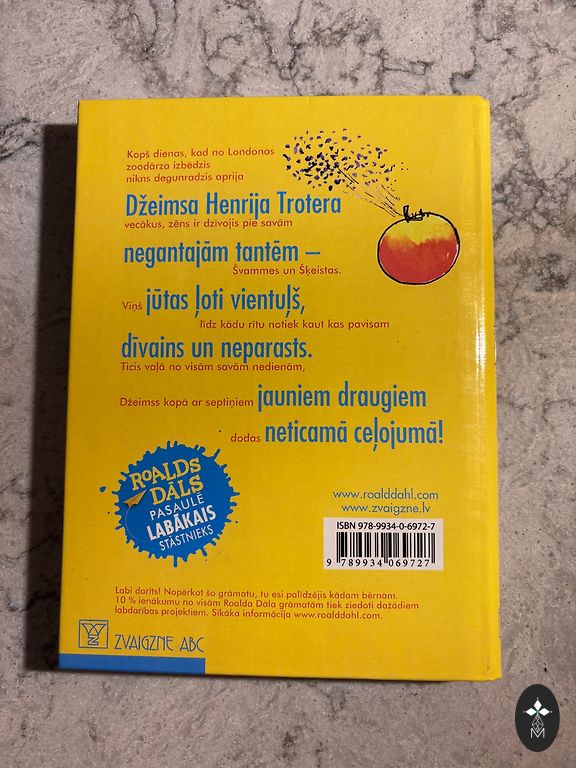 Kopš dienas, kad no Londonas
zoodārza izbēdzis
nikns degunradzis aprija
Džeimsa Henrija Trotera
vecākus, zēns ir dzīvojis pie savām
negantajām tantēm –
Švammes un Šķeistas.
Viņš jūtas ļoti vientuļš,
līdz kādu rītu notiek kaut kas pavisam
dīvains un neparasts.
Ticis vaļā no visām savām nedienām,
Džeimss kopā ar septiņiem jauniem draugiem
dodas neticamā ceļojumā!
ROALDS
DĀLS
PASAULĒ
LABĀKAIS
STĀSTNIEKS
www.roalddahl.com
www.zvaigzne.lv
ISBN 978-9934-0-6972-7
9 789934 069727
Labi darīts! Nopērkot šo grāmatu, tu esi palīdzējis kādam bērnam.
10 % ienākumu no visām Roalda Dāla grāmatām tiek ziedoti dažādiem
labdarības projektiem. Sīkāka informācija www.roalddahl.com.
ZVAIGZNE ABC
M